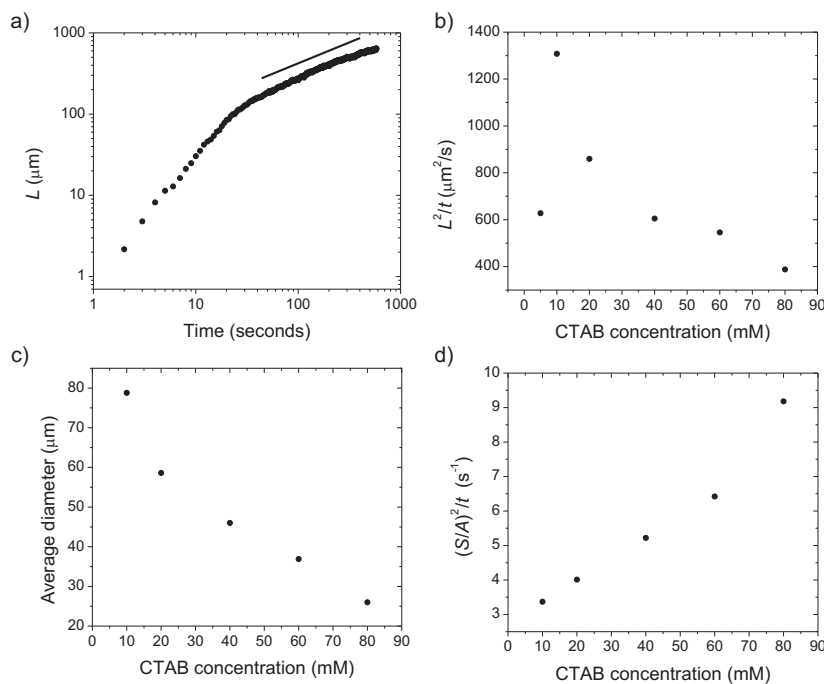 a)
1000
100
10
1
L (μm)
1
10
100
1000
Time (seconds)
b)
1400
1200
1000
800
600
400
L²/t (μm²/s)
0 10 20 30 40 50 60 70 80 90
CTAB concentration (mM)
c)
80
70
60
50
40
30
20
Average diameter (μm)
0 10 20 30 40 50 60 70 80 90
CTAB concentration (mM)
d)
10
9
8
7
6
5
4
3
(S/A)²/t (s⁻¹)
0 10 20 30 40 50 60 70 80 90
CTAB concentration (mM)